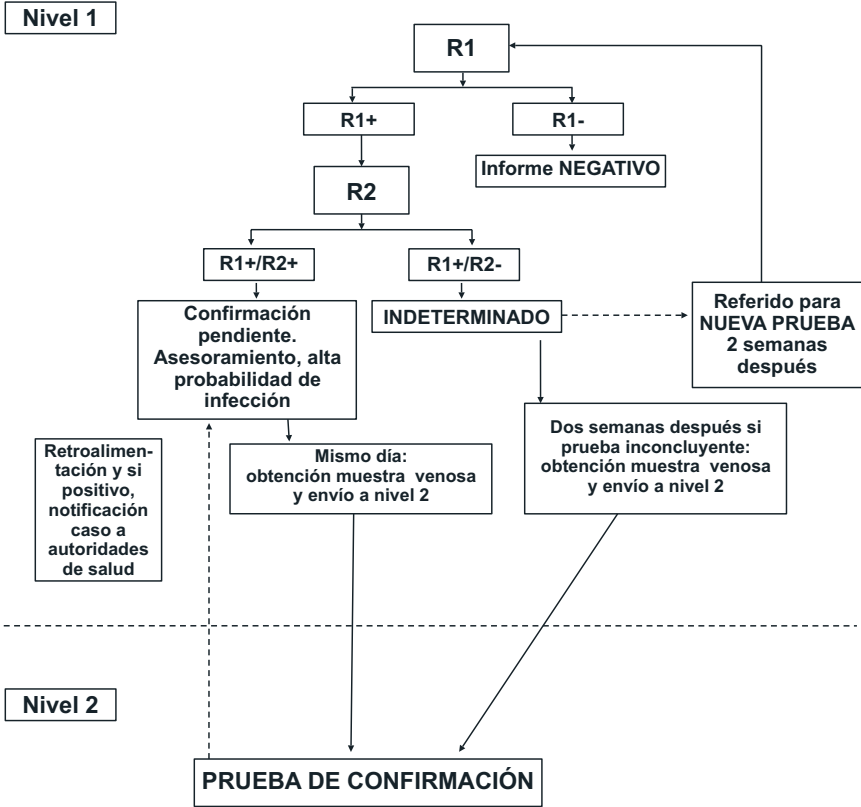 Nivel 1
R1
R1+
R1-
Informe NEGATIVO
R2
R1+/R2+
R1+/R2-
Confirmación
pendiente.
Asesoramiento, alta
probabilidad de
infección
INDETERMINADO
Referido para
NUEVA PRUEBA
2 semanas
después
Retroalimen-
tación y si
positivo,
notificación
caso a
autoridades
de salud
Mismo día:
obtención muestra venosa
y envío a nivel 2
Dos semanas después si
prueba inconcluyente:
obtención muestra venosa
y envío a nivel 2
Nivel 2
PRUEBA DE CONFIRMACIÓN